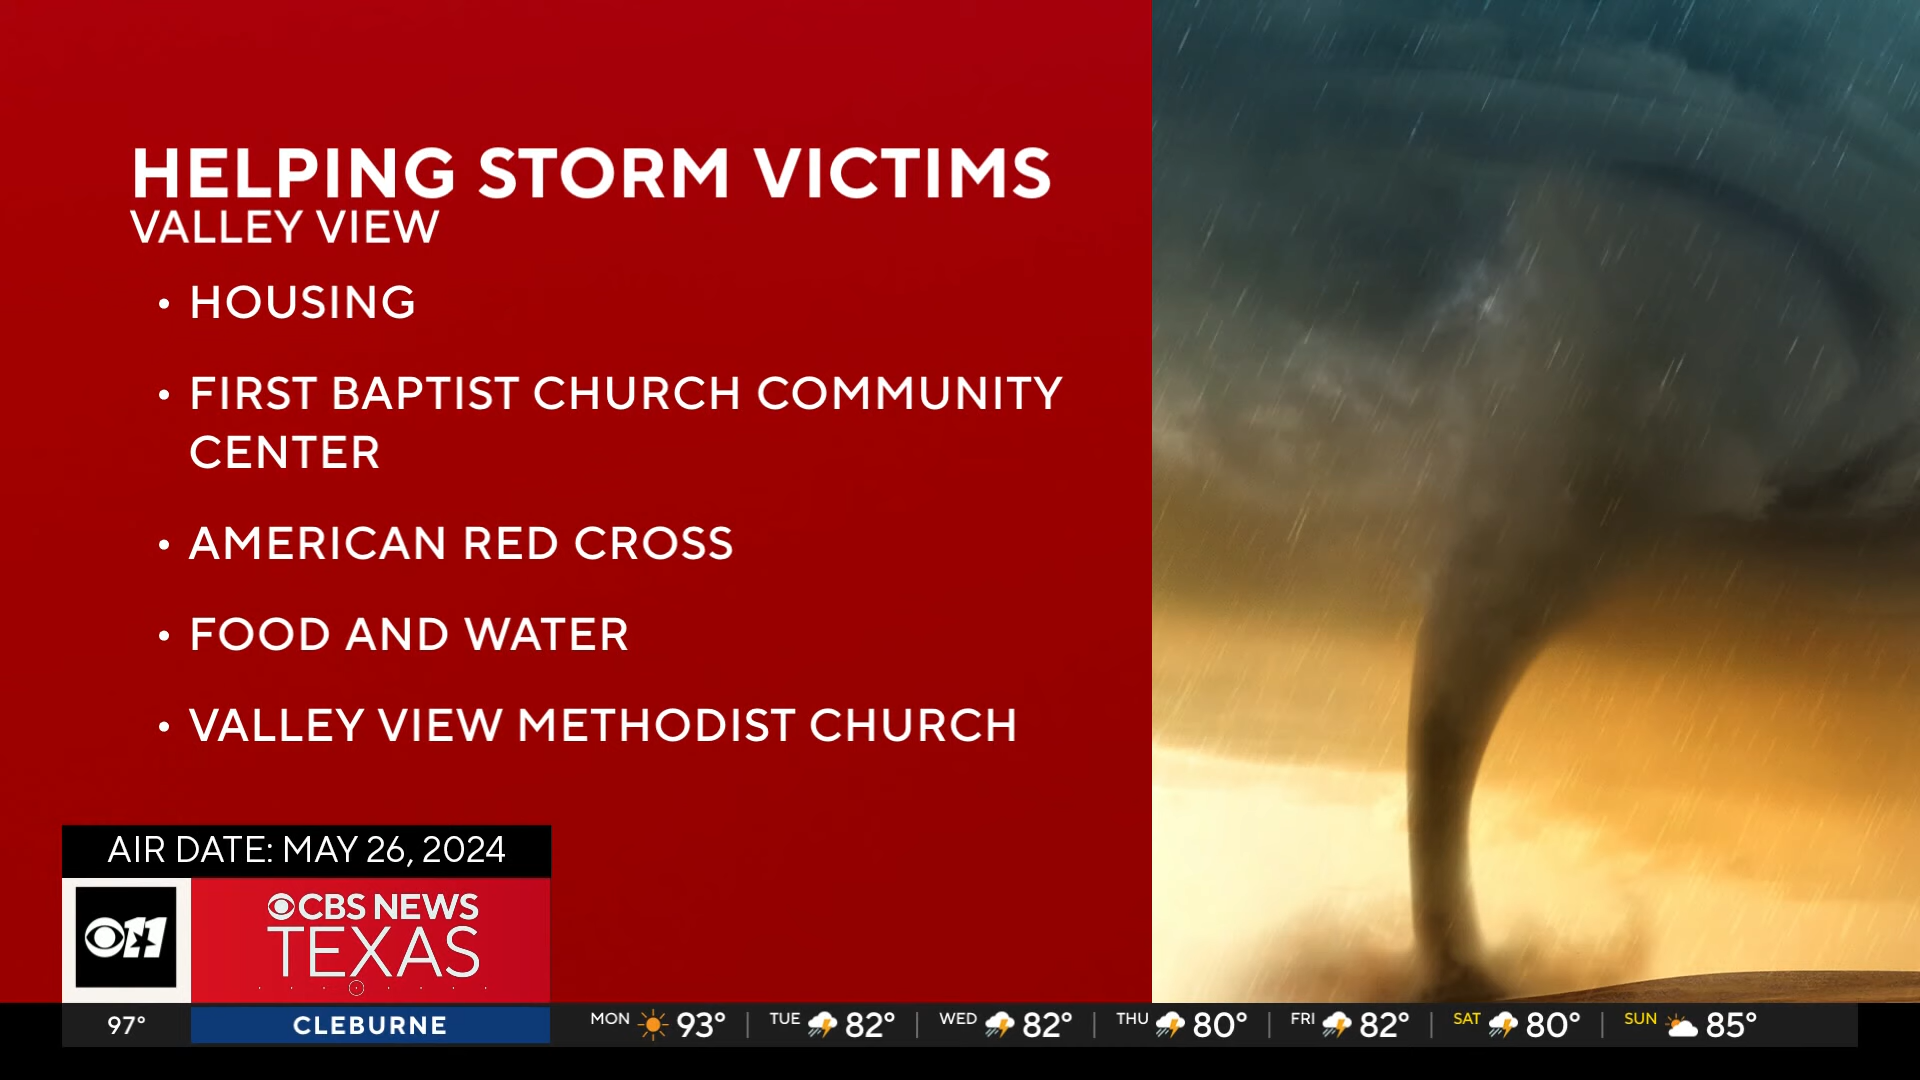 HELPING STORM VICTIMS
VALLEY VIEW
• HOUSING
• FIRST BAPTIST CHURCH COMMUNITY
CENTER
• AMERICAN RED CROSS
• FOOD AND WATER
• VALLEY VIEW METHODIST CHURCH
AIR DATE: MAY 26, 2024
11
CBS NEWS
TEXAS
97° CLEBURNE MON 93° | TUE 82° | WED 82° | THU 80° | FRI 82° | SAT 80° | SUN 85°